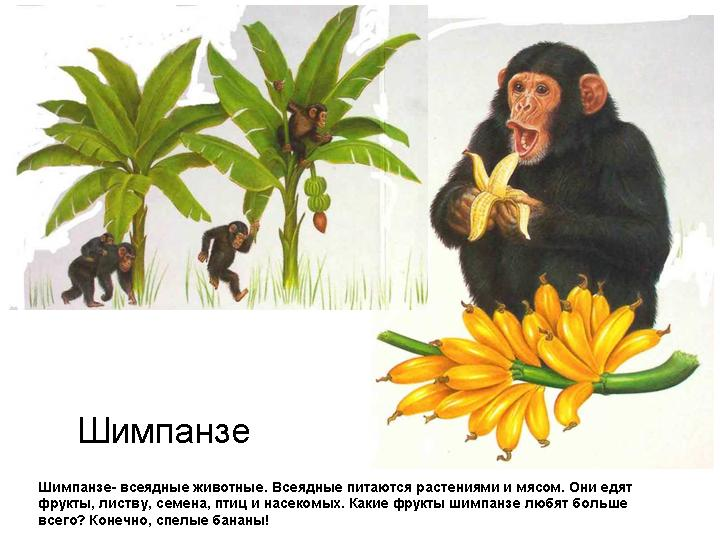 Шимпанзе
Шимпанзе- всеядные животные. Всеядные питаются растениями и мясом. Они едят
фрукты, листву, семена, птиц и насекомых. Какие фрукты шимпанзе любят больше
всего? Конечно, спелые бананы!